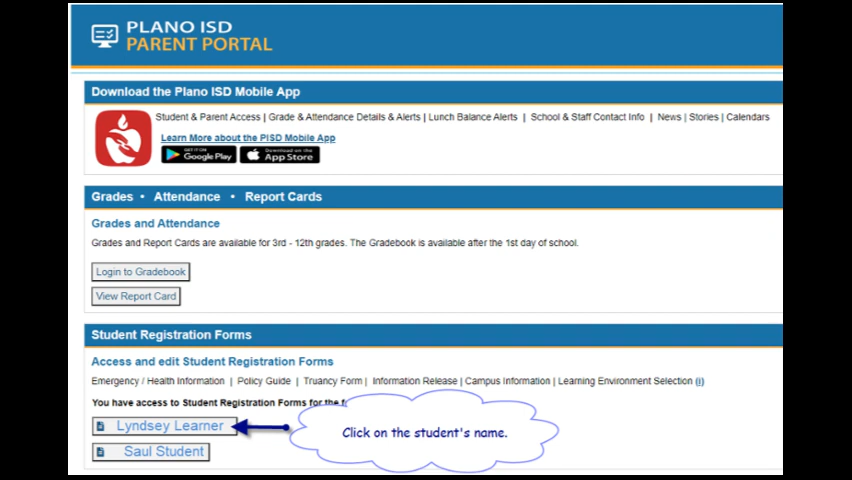 PLANO ISD
PARENT PORTAL
Download the Plano ISD Mobile App
Student & Parent Access | Grade & Attendance Details & Alerts | Lunch Balance Alerts | School & Staff Contact Info | News | Stories | Calendars
Learn More about the PISD Mobile App
GET IT ON Google Play Download on the App Store
Grades • Attendance • Report Cards
Grades and Attendance
Grades and Report Cards are available for 3rd - 12th grades. The Gradebook is available after the 1st day of school.
Login to Gradebook
View Report Card
Student Registration Forms
Access and edit Student Registration Forms
Emergency / Health Information | Policy Guide | Truancy Form | Information Release | Campus Information | Learning Environment Selection (i)
You have access to Student Registration Forms for the
Lyndsey Learner
Click on the student's name.
Saul Student